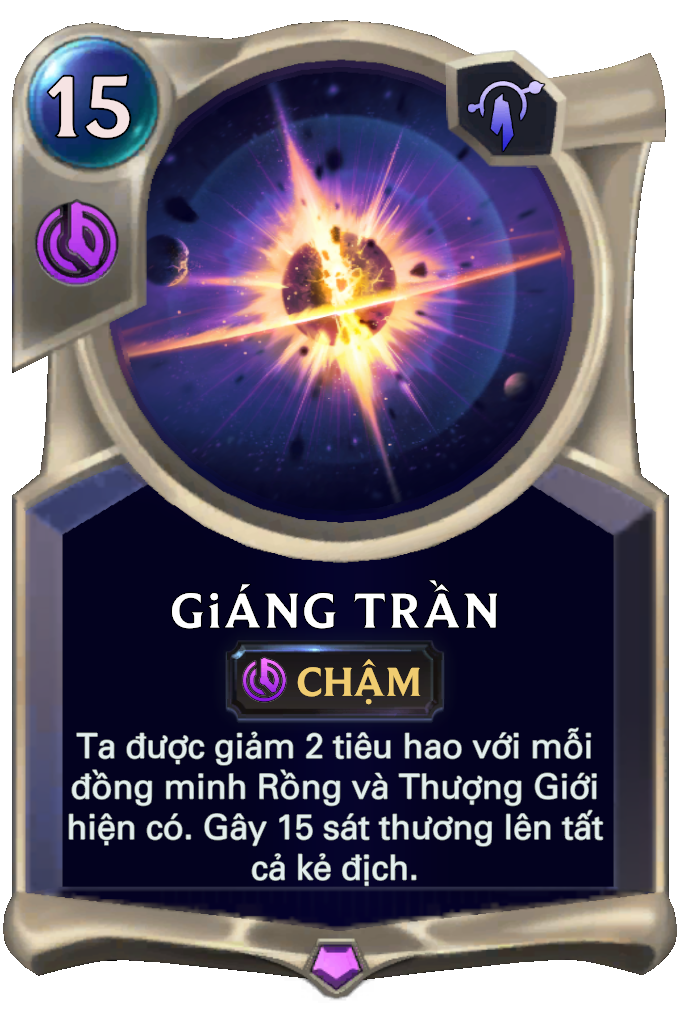 15
GiÁNG TRẦN
CHẬM
Ta được giảm 2 tiêu hao với mỗi
đồng minh Rồng và Thượng Giới
hiện có. Gây 15 sát thương lên tất
cả kẻ địch.